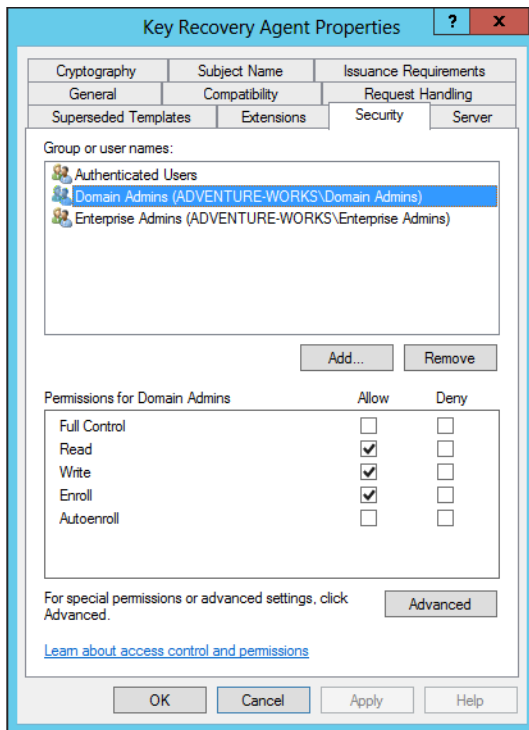 Key Recovery Agent Properties ? x
Cryptography Subject Name Issuance Requirements
General Compatibility Request Handling
Superseded Templates Extensions Security Server
Group or user names:
Authenticated Users
Domain Admins (ADVENTURE-WORKS\Domain Admins)
Enterprise Admins (ADVENTURE-WORKS\Enterprise Admins)
Add... Remove
Permissions for Domain Admins Allow Deny
Full Control
Read
Write
Enroll
Autoenroll
For special permissions or advanced settings, click
Advanced. Advanced
Learn about access control and permissions
OK Cancel Apply Help